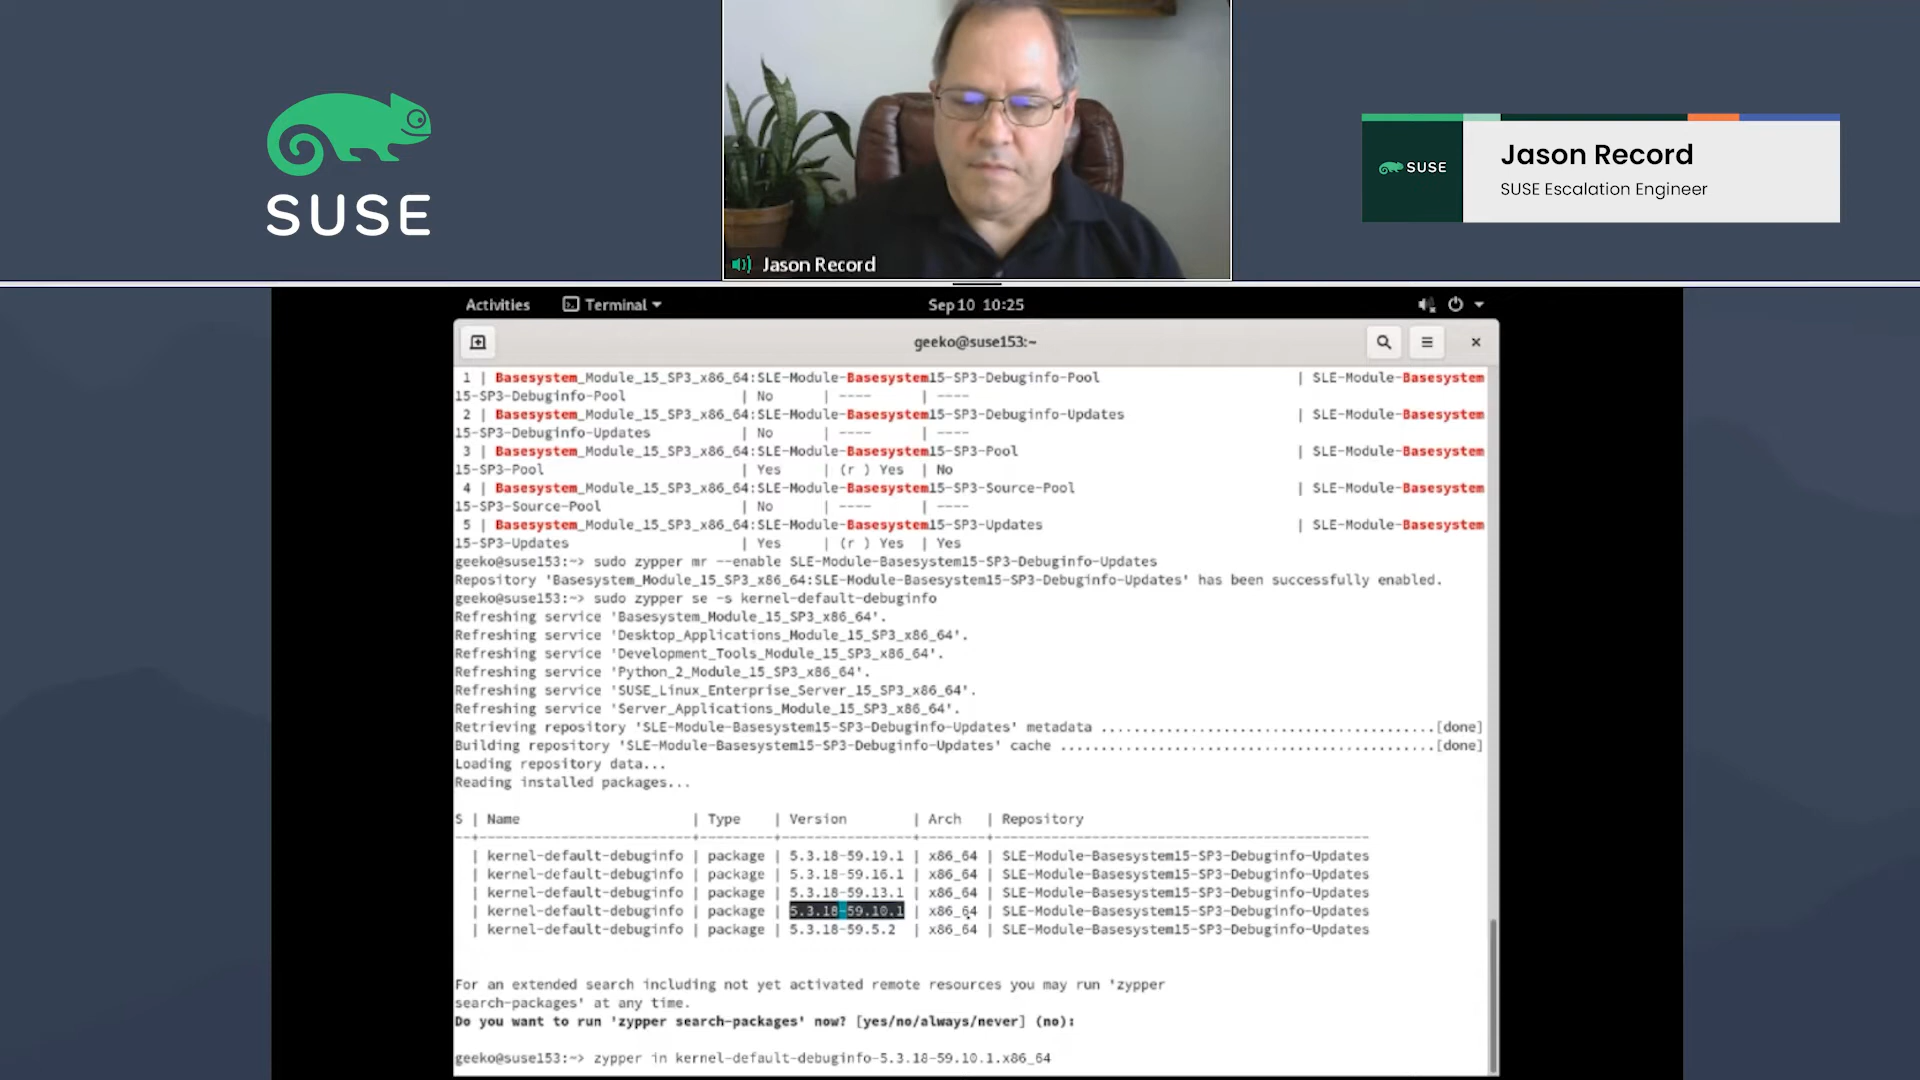 SUSE
Jason Record
SUSE
Jason Record
SUSE Escalation Engineer
Activities Terminal Sep 10 10:25
geeko@suse153:~
1 | Basesystem_Module_15_SP3_x86_64:SLE-Module-Basesystem15-SP3-Debuginfo-Pool | SLE-Module-Basesystem
15-SP3-Debuginfo-Pool | No | ---- | ----
2 | Basesystem_Module_15_SP3_x86_64:SLE-Module-Basesystem15-SP3-Debuginfo-Updates | SLE-Module-Basesystem
15-SP3-Debuginfo-Updates | No | ---- | ----
3 | Basesystem_Module_15_SP3_x86_64:SLE-Module-Basesystem15-SP3-Pool | SLE-Module-Basesystem
15-SP3-Pool | Yes | (r ) Yes | No
4 | Basesystem_Module_15_SP3_x86_64:SLE-Module-Basesystem15-SP3-Source-Pool | SLE-Module-Basesystem
15-SP3-Source-Pool | No | ---- | ----
5 | Basesystem_Module_15_SP3_x86_64:SLE-Module-Basesystem15-SP3-Updates | SLE-Module-Basesystem
15-SP3-Updates | Yes | (r ) Yes | Yes
geeko@suse153:~> sudo zypper mr --enable SLE-Module-Basesystem15-SP3-Debuginfo-Updates
Repository 'Basesystem_Module_15_SP3_x86_64:SLE-Module-Basesystem15-SP3-Debuginfo-Updates' has been successfully enabled.
geeko@suse153:~> sudo zypper se -s kernel-default-debuginfo
Refreshing service 'Basesystem_Module_15_SP3_x86_64'.
Refreshing service 'Desktop_Applications_Module_15_SP3_x86_64'.
Refreshing service 'Development_Tools_Module_15_SP3_x86_64'.
Refreshing service 'Python_2_Module_15_SP3_x86_64'.
Refreshing service 'SUSE_Linux_Enterprise_Server_15_SP3_x86_64'.
Refreshing service 'Server_Applications_Module_15_SP3_x86_64'.
Retrieving repository 'SLE-Module-Basesystem15-SP3-Debuginfo-Updates' metadata .........................................[done]
Building repository 'SLE-Module-Basesystem15-SP3-Debuginfo-Updates' cache ..............................................[done]
Loading repository data...
Reading installed packages...
S | Name | Type | Version | Arch | Repository
| kernel-default-debuginfo | package | 5.3.18-59.19.1 | x86_64 | SLE-Module-Basesystem15-SP3-Debuginfo-Updates
| kernel-default-debuginfo | package | 5.3.18-59.16.1 | x86_64 | SLE-Module-Basesystem15-SP3-Debuginfo-Updates
| kernel-default-debuginfo | package | 5.3.18-59.13.1 | x86_64 | SLE-Module-Basesystem15-SP3-Debuginfo-Updates
| kernel-default-debuginfo | package | 5.3.18-59.10.1 | x86_64 | SLE-Module-Basesystem15-SP3-Debuginfo-Updates
| kernel-default-debuginfo | package | 5.3.18-59.5.2 | x86_64 | SLE-Module-Basesystem15-SP3-Debuginfo-Updates
For an extended search including not yet activated remote resources you may run 'zypper
search-packages' at any time.
Do you want to run 'zypper search-packages' now? [yes/no/always/never] (no):
geeko@suse153:~> zypper in kernel-default-debuginfo-5.3.18-59.10.1.x86_64